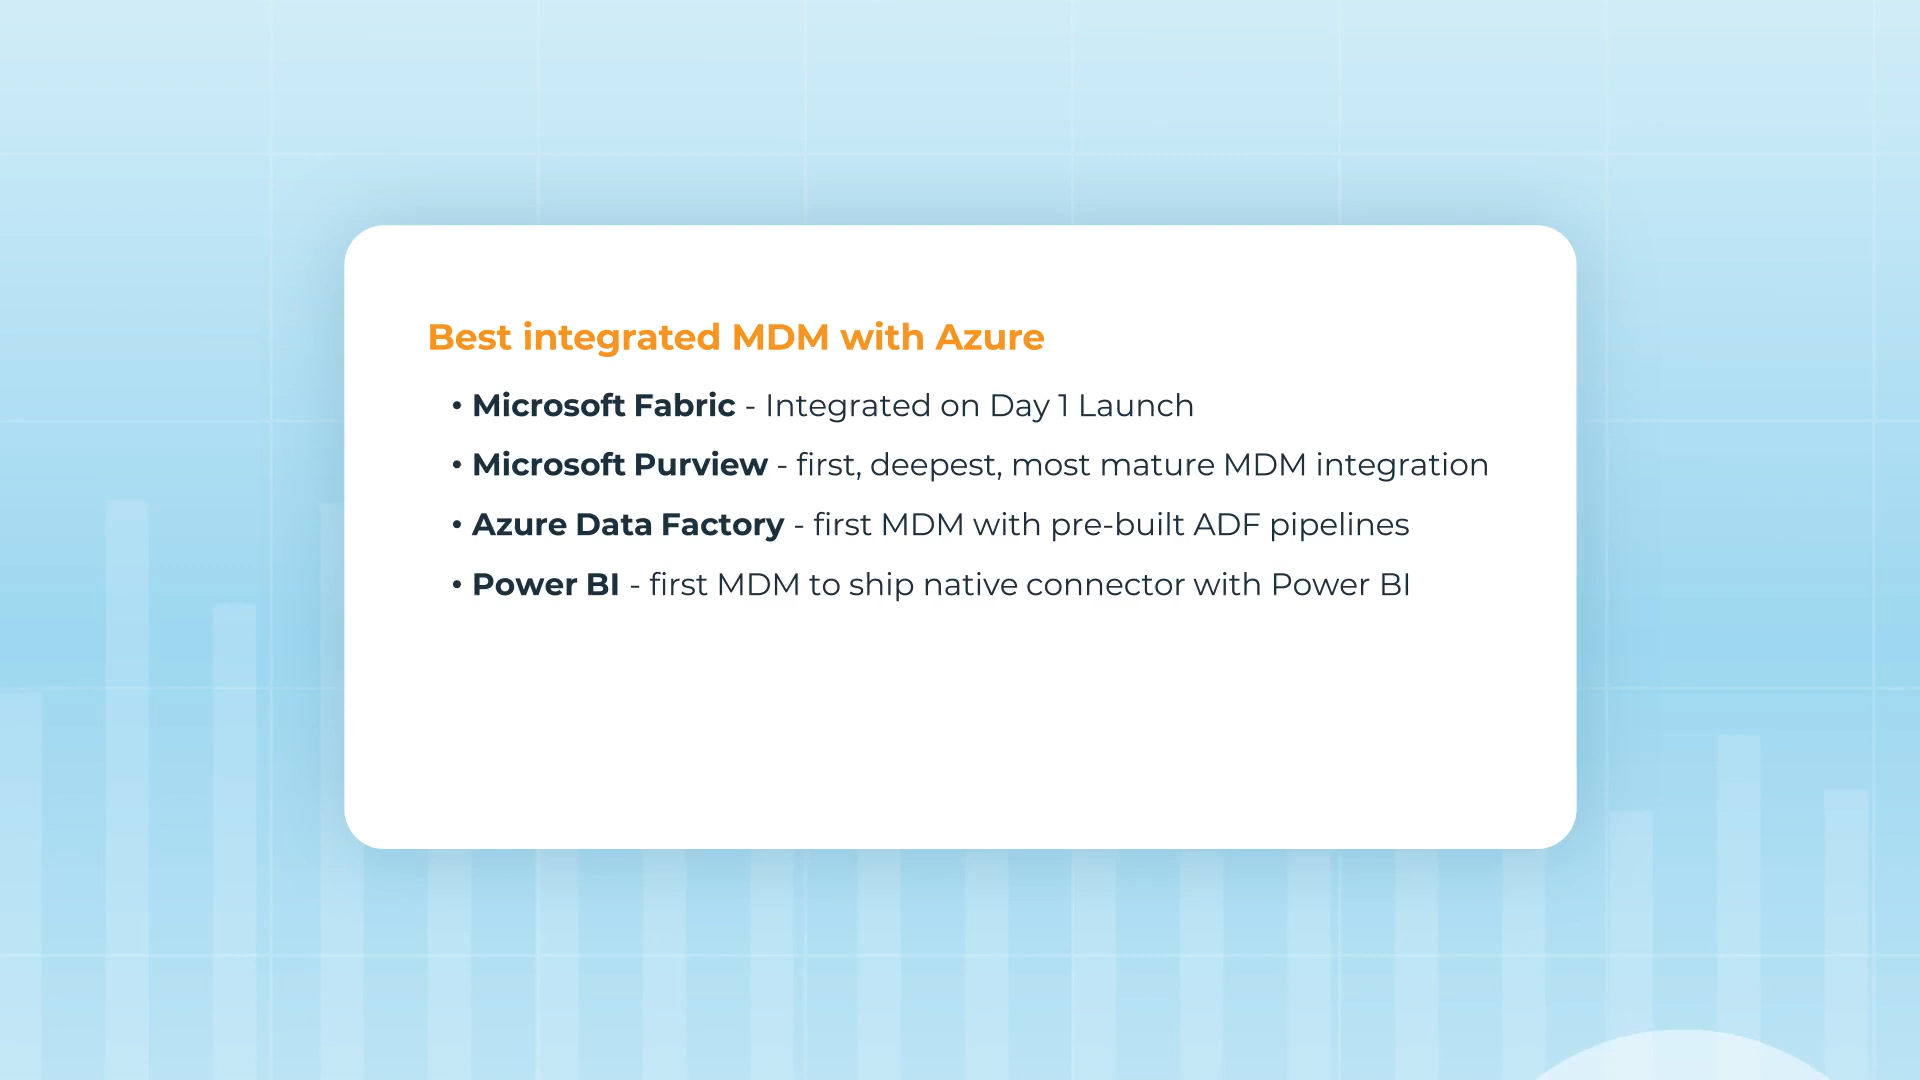 Best integrated MDM with Azure
• Microsoft Fabric - Integrated on Day 1 Launch
• Microsoft Purview - first, deepest, most mature MDM integration
• Azure Data Factory - first MDM with pre-built ADF pipelines
• Power BI - first MDM to ship native connector with Power BI